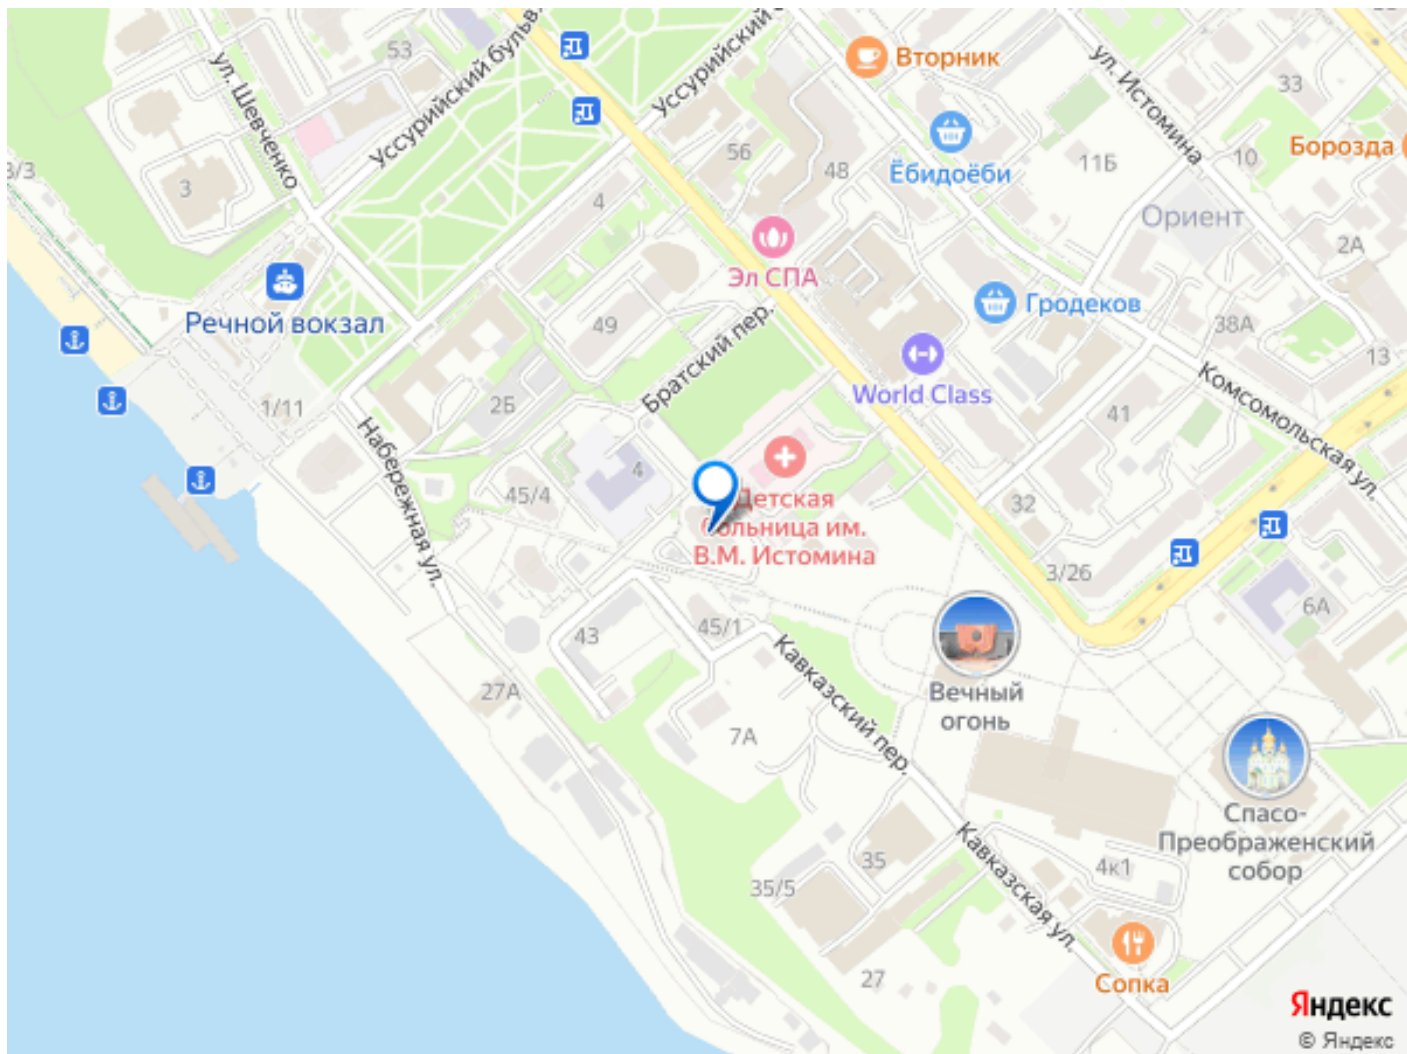 53
ул. Шевченко
Уссурийский бульв
Уссурийский
Вторник
ул. Истомина
33
3/3
3
56
48
Ёбидоёби
11Б
10
Борозда
4
Ориент
2А
Эл СПА
Речной вокзал
49
Братский пер.
Гродеков
38А
13
World Class
1/11
2Б
41
Комсомольская ул.
Набережная ул.
45/4
4
Детская
больница им.
В.М. Истомина
32
3/26
6А
43
45/1
Кавказский пер.
27А
7А
Вечный
огонь
Спасо-
Преображенский
собор
35
35/5
4к1
Кавказская ул.
27
Сопка
Яндекс
© Яндекс